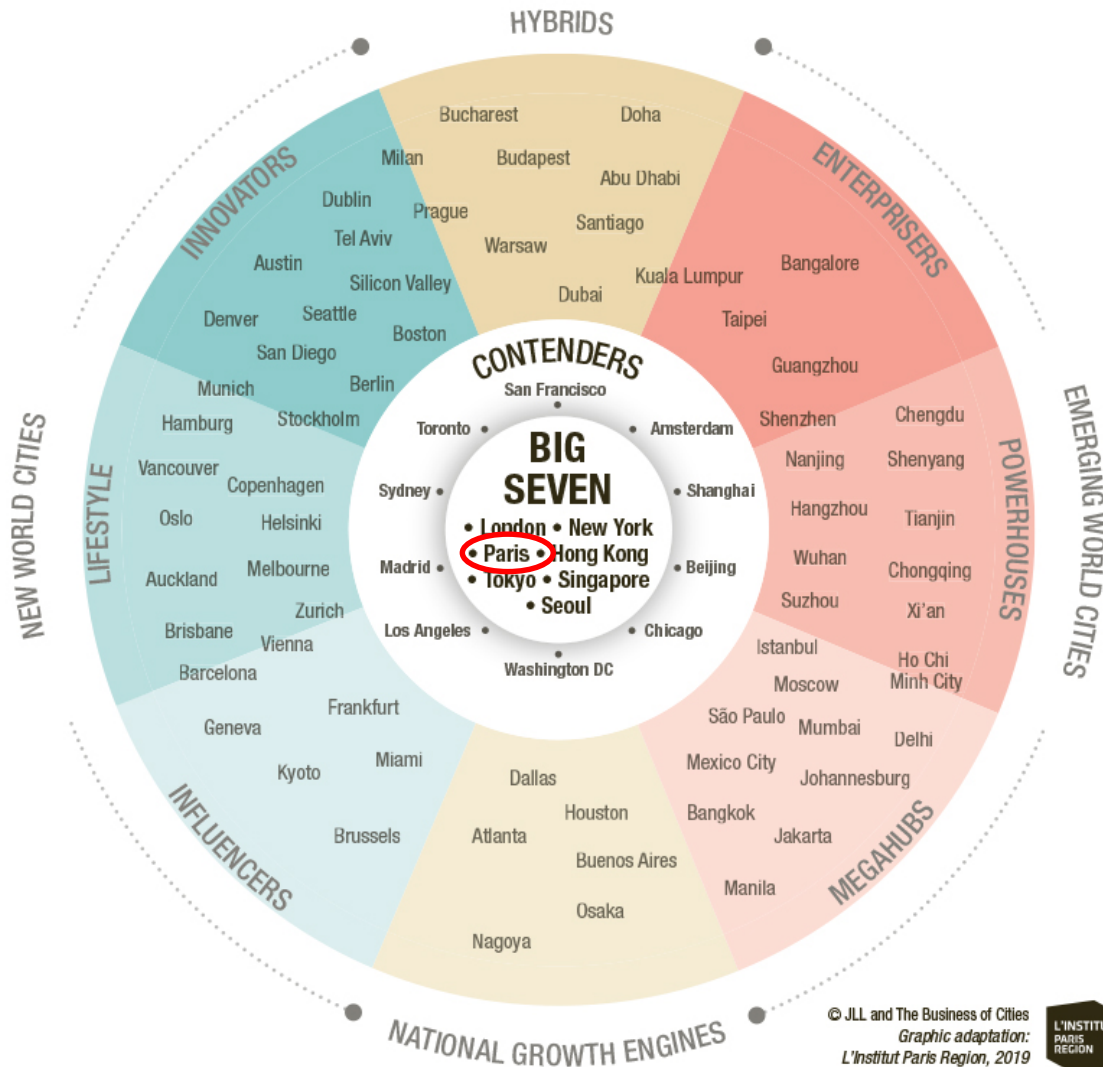 HYBRIDS
Bucharest
Doha
Budapest
Abu Dhabi
Santiago
Warsaw
Dubai
Kuala Lumpur
ENTERPRISERS
Bangalore
Taipei
Guangzhou
Shenzhen
INNOVATORS
Milan
Dublin
Prague
Tel Aviv
Austin
Silicon Valley
Denver
Seattle
Boston
San Diego
Berlin
Munich
Stockholm
NEW WORLD CITIES
LIFESTYLE
Hamburg
Vancouver
Copenhagen
Oslo
Helsinki
Auckland
Melbourne
Zurich
Brisbane
Vienna
Barcelona
CONTENDERS
San Francisco
Toronto
Amsterdam
Sydney
Shanghai
Madrid
Beijing
Los Angeles
Chicago
Washington DC
BIG
SEVEN
• London • New York
• Paris • Hong Kong
• Tokyo • Singapore
• Seoul
EMERGING WORLD CITIES
POWERHOUSES
Chengdu
Nanjing
Shenyang
Hangzhou
Tianjin
Wuhan
Chongqing
Suzhou
Xi'an
Ho Chi
Minh City
Istanbul
Moscow
São Paulo
Mumbai
Delhi
Mexico City
Johannesburg
Bangkok
Jakarta
Manila
MEGAHUBS
Frankfurt
Geneva
Miami
Kyoto
Brussels
INFLUENCERS
Dallas
Houston
Atlanta
Buenos Aires
Osaka
Nagoya
NATIONAL GROWTH ENGINES
© JLL and The Business of Cities
Graphic adaptation:
L'Institut Paris Region, 2019
L'INSTITUT
PARIS
REGION